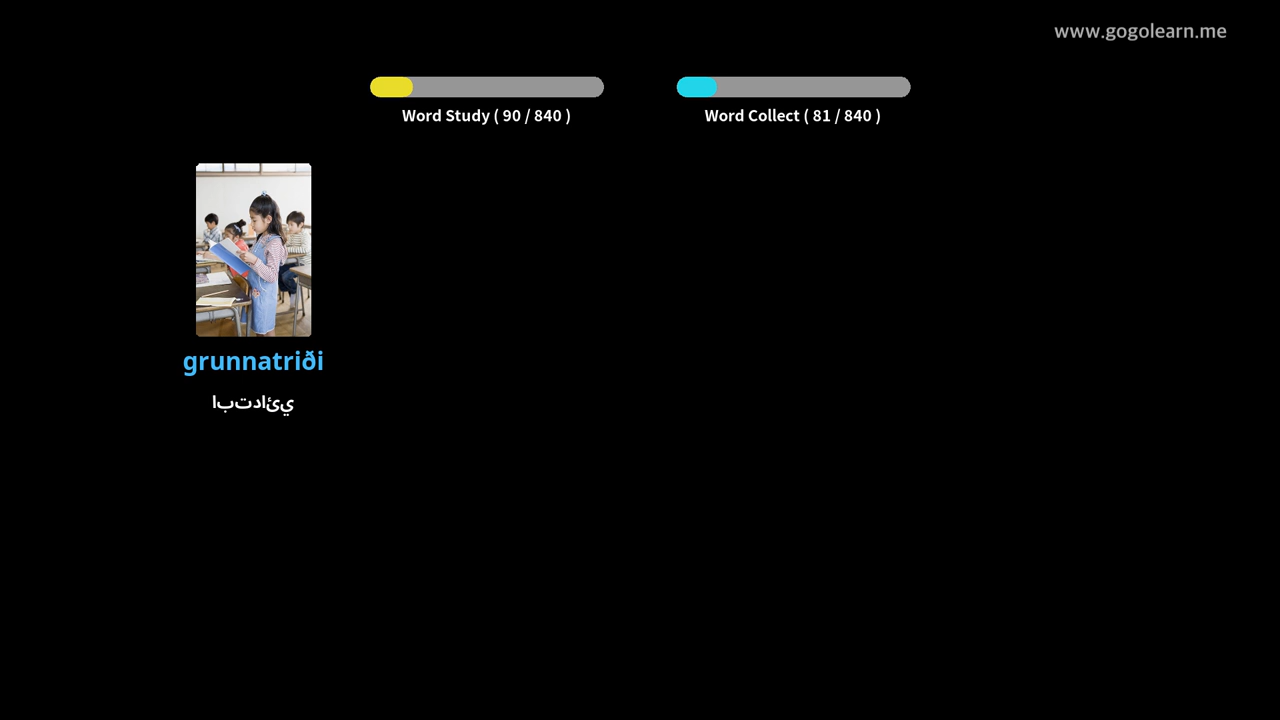 www.gogolearn.me
Word Study ( 90 / 840 )
Word Collect ( 81 / 840 )
grunnatriði
ابتدائي